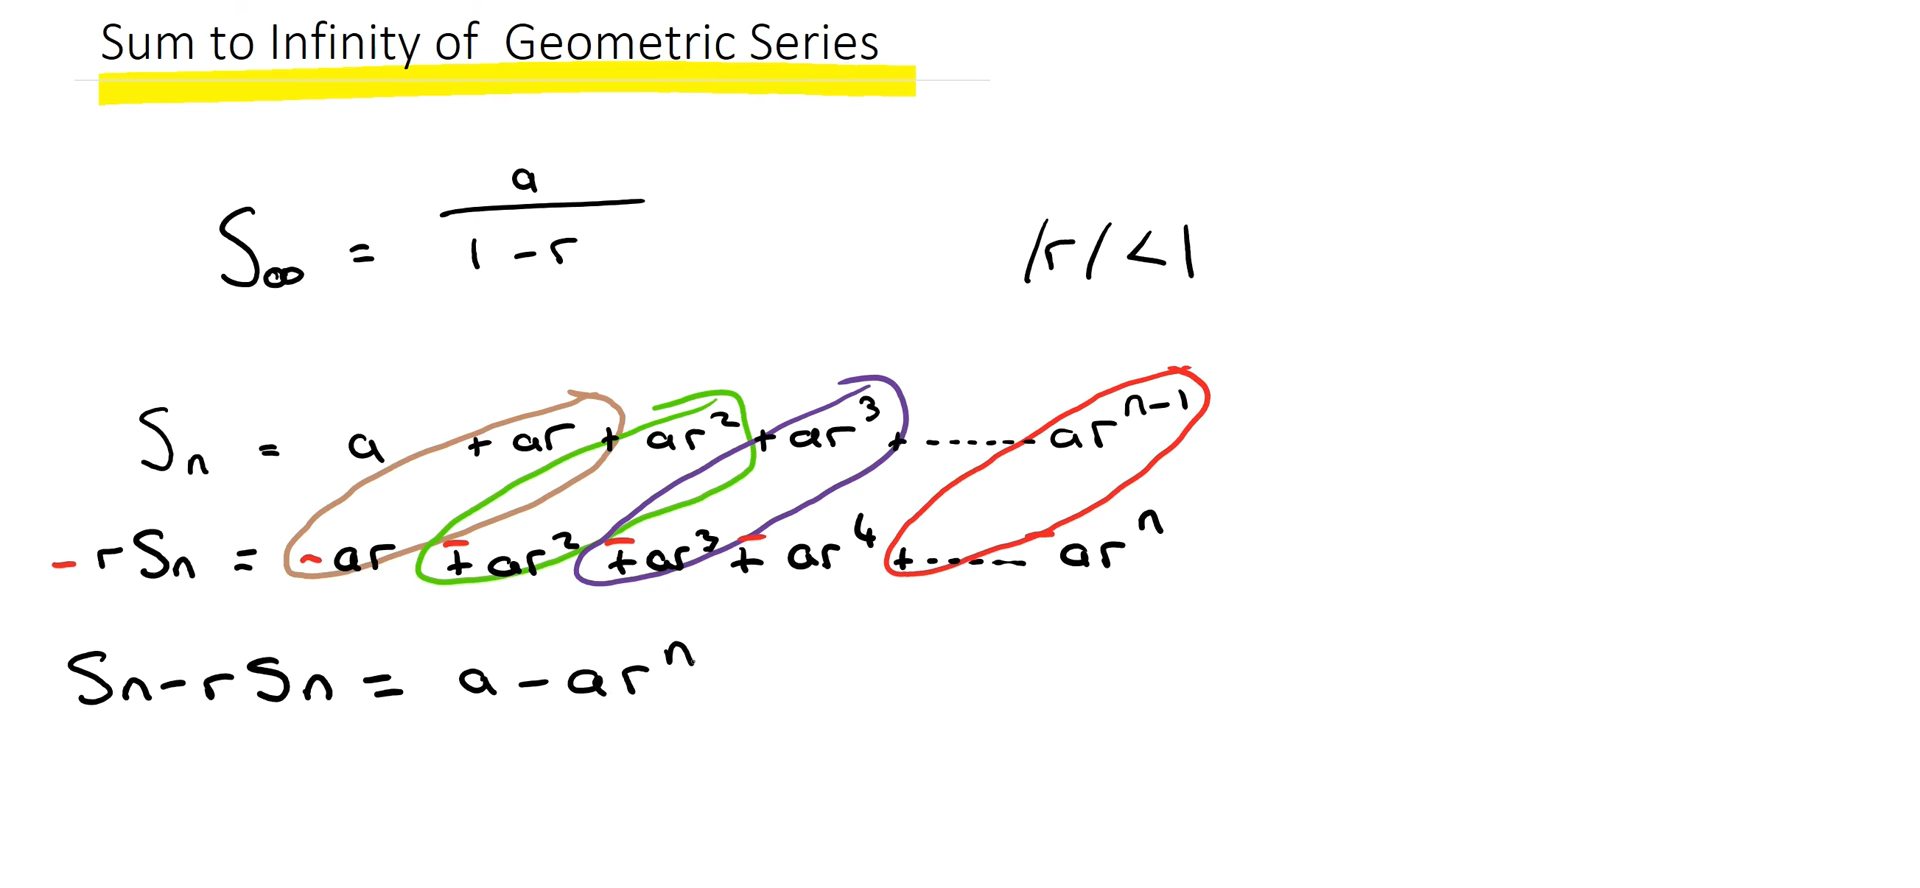 Sum to Infinity of Geometric Series
S∞ = a/(1 - r) |r| < 1
Sn = a + ar + ar² + ar³ + ------ ar^(n-1)
- rSn = - ar ∓ ar² ∓ ar³ ∓ ar⁴ + ------ - ar^n
Sn - rSn = a - ar^n